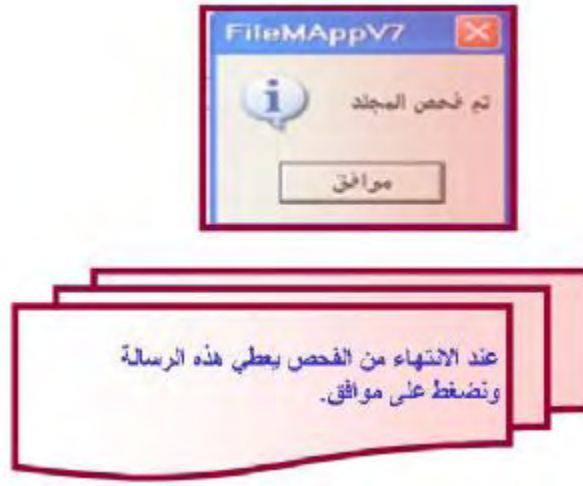 FileMAppV7
تم فحص المجلد
موافق
عند الانتهاء من الفحص يعطي هذه الرسالة
ونضغط على موافق.